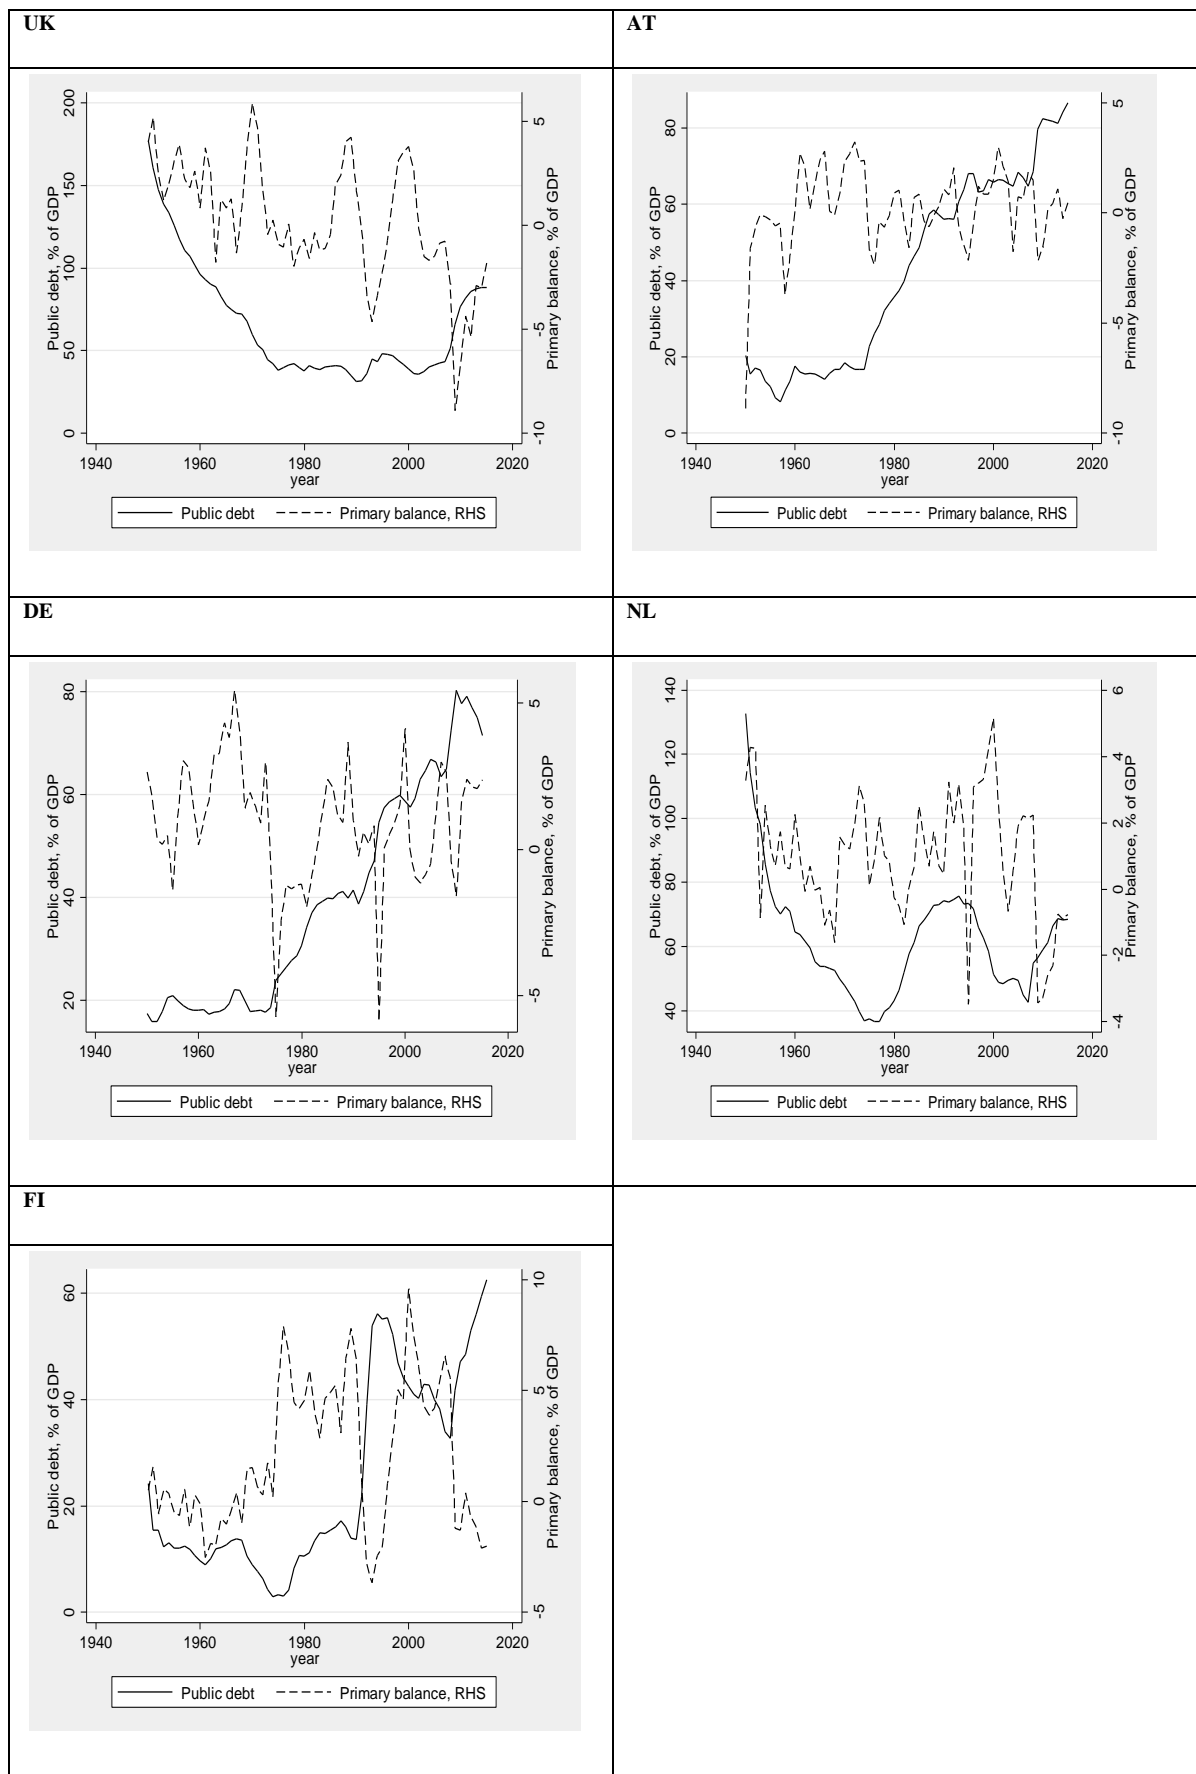 UK
Public debt, % of GDP
0 50 100 150 200
Primary balance, % of GDP
-10 -5 0 5
1940 1960 1980 2000 2020
year
Public debt Primary balance, RHS
AT
Public debt, % of GDP
0 20 40 60 80
Primary balance, % of GDP
-10 -5 0 5
1940 1960 1980 2000 2020
year
Public debt Primary balance, RHS
DE
Public debt, % of GDP
20 40 60 80
Primary balance, % of GDP
-5 0 5
1940 1960 1980 2000 2020
year
Public debt Primary balance, RHS
NL
Public debt, % of GDP
40 60 80 100 120 140
Primary balance, % of GDP
-4 -2 0 2 4 6
1940 1960 1980 2000 2020
year
Public debt Primary balance, RHS
FI
Public debt, % of GDP
0 20 40 60
Primary balance, % of GDP
-5 0 5 10
1940 1960 1980 2000 2020
year
Public debt Primary balance, RHS